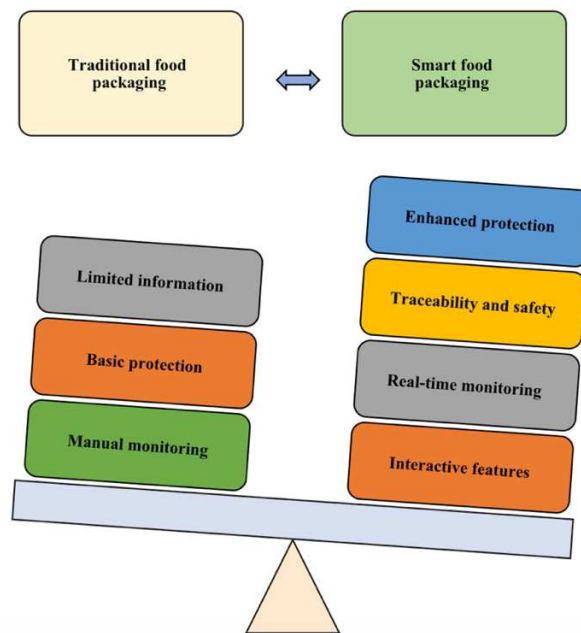 Traditional food
packaging
Smart food
packaging
Limited information
Basic protection
Manual monitoring
Enhanced protection
Traceability and safety
Real-time monitoring
Interactive features